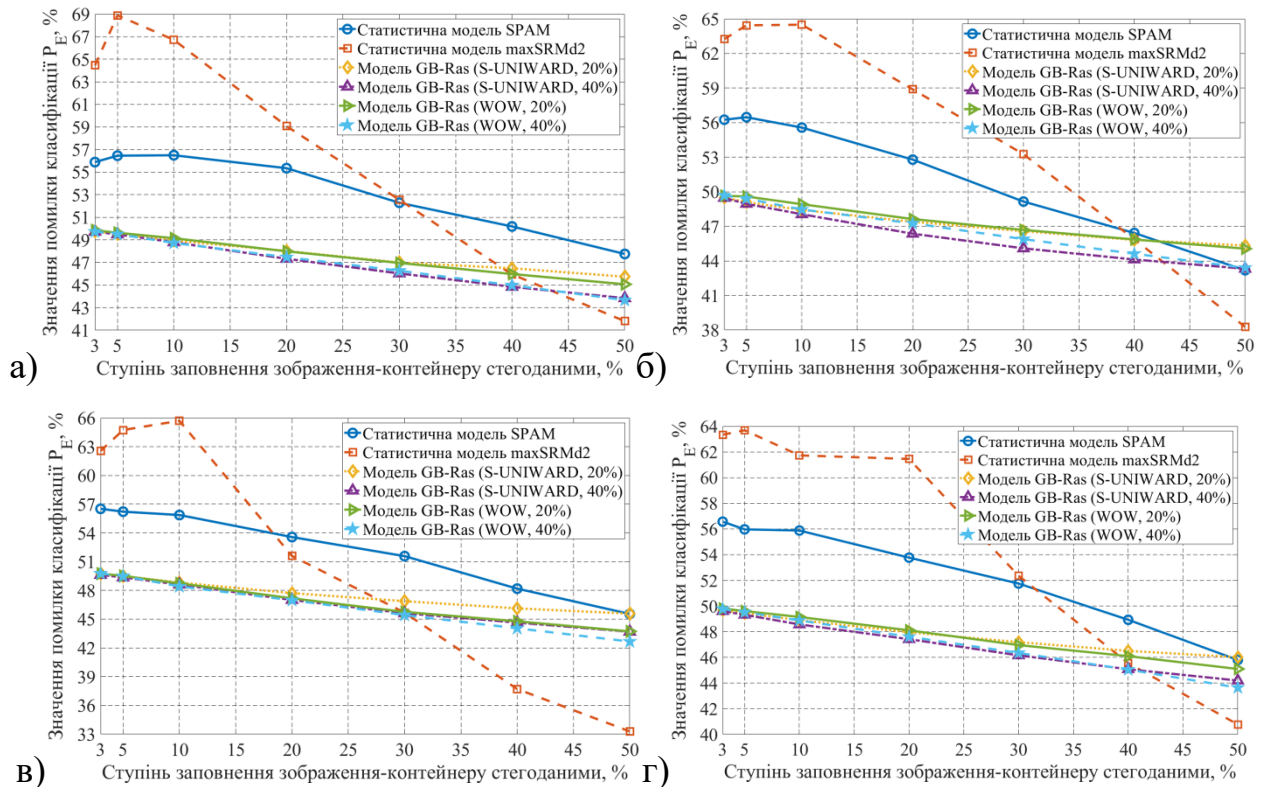 Значення помилки класифікації P_E, %
69
67
65
63
61
59
57
55
53
51
49
47
45
43
41
3 5 10 15 20 25 30 35 40 45 50
Статистична модель SPAM
Статистична модель maxSRMd2
Модель GB-Ras (S-UNIWARD, 20%)
Модель GB-Ras (S-UNIWARD, 40%)
Модель GB-Ras (WOW, 20%)
Модель GB-Ras (WOW, 40%)
Ступінь заповнення зображення-контейнеру стегоданими, %
а)
Значення помилки класифікації P_E, %
65
62
59
56
53
50
47
44
41
38
3 5 10 15 20 25 30 35 40 45 50
Статистична модель SPAM
Статистична модель maxSRMd2
Модель GB-Ras (S-UNIWARD, 20%)
Модель GB-Ras (S-UNIWARD, 40%)
Модель GB-Ras (WOW, 20%)
Модель GB-Ras (WOW, 40%)
Ступінь заповнення зображення-контейнеру стегоданими, %
б)
Значення помилки класифікації P_E, %
66
63
60
57
54
51
48
45
42
39
36
33
3 5 10 15 20 25 30 35 40 45 50
Статистична модель SPAM
Статистична модель maxSRMd2
Модель GB-Ras (S-UNIWARD, 20%)
Модель GB-Ras (S-UNIWARD, 40%)
Модель GB-Ras (WOW, 20%)
Модель GB-Ras (WOW, 40%)
Ступінь заповнення зображення-контейнеру стегоданими, %
в)
Значення помилки класифікації P_E, %
64
62
60
58
56
54
52
50
48
46
44
42
40
3 5 10 15 20 25 30 35 40 45 50
Статистична модель SPAM
Статистична модель maxSRMd2
Модель GB-Ras (S-UNIWARD, 20%)
Модель GB-Ras (S-UNIWARD, 40%)
Модель GB-Ras (WOW, 20%)
Модель GB-Ras (WOW, 40%)
Ступінь заповнення зображення-контейнеру стегоданими, %
г)